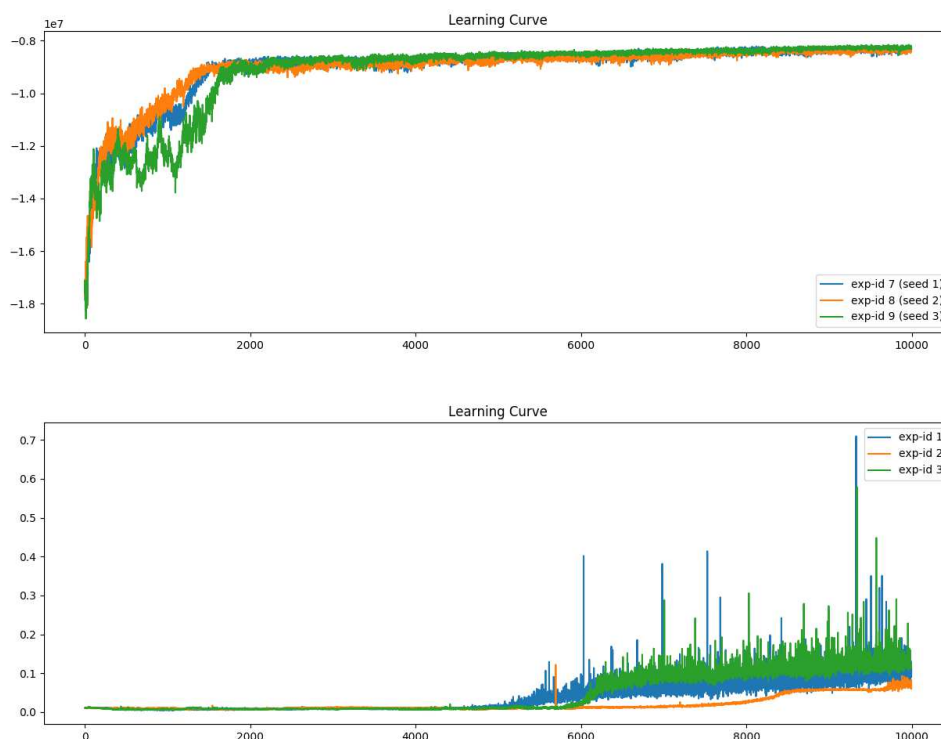 Learning Curve
1e7
−0.8
−1.0
−1.2
−1.4
−1.6
−1.8
exp-id 7 (seed 1)
exp-id 8 (seed 2)
exp-id 9 (seed 3)
0 2000 4000 6000 8000 10000
Learning Curve
0.7
0.6
0.5
0.4
0.3
0.2
0.1
0.0
exp-id 1
exp-id 2
exp-id 3
0 2000 4000 6000 8000 10000